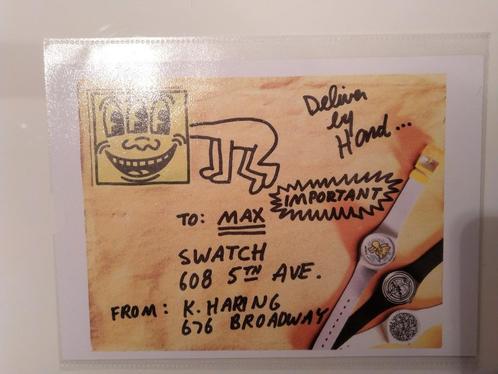 Deliver
by
Hand...
IMPORTANT
TO: MAX
SWATCH
608 5TH AVE.
FROM: K. HARING
676 BROADWAY